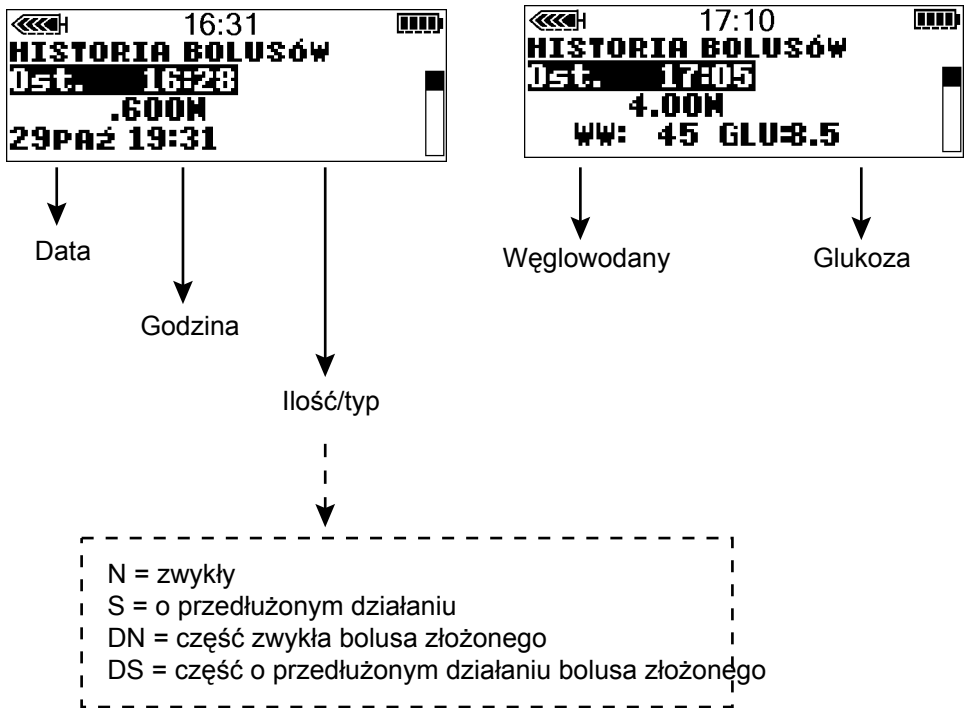 16:31
HISTORIA BOLUSóW
Ost. 16:28
.600N
29PAź 19:31
17:10
HISTORIA BOLUSóW
Ost. 17:05
4.00N
WW: 45 GLU=8.5
Data
Godzina
Ilość/typ
Węglowodany
Glukoza
N = zwykły
S = o przedłużonym działaniu
DN = część zwykła bolusa złożonego
DS = część o przedłużonym działaniu bolusa złożonego